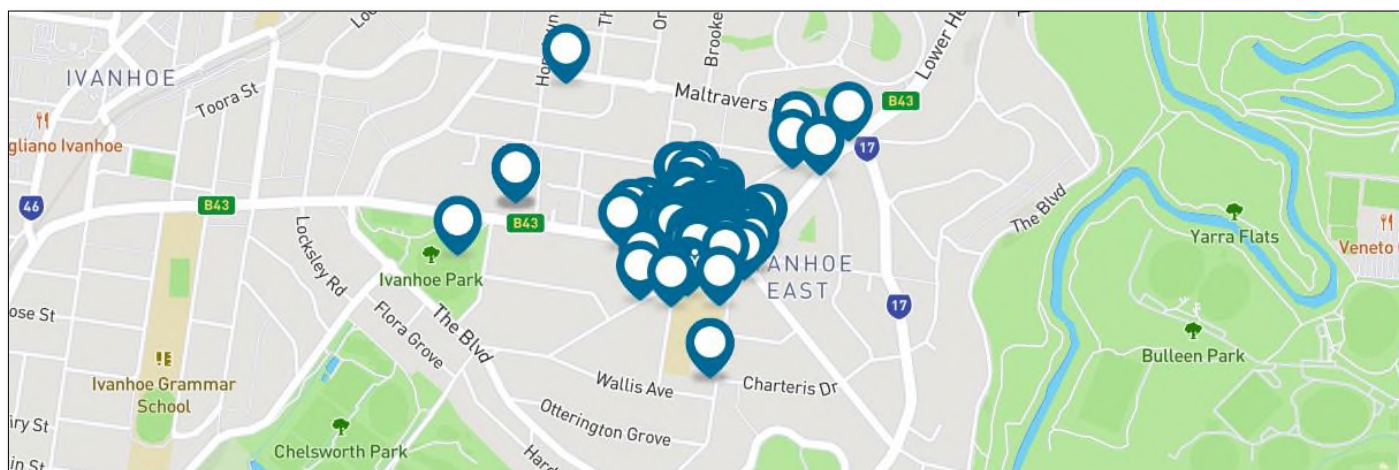 IVANHOE
Toora St
gliano Ivanhoe
46
B43
Maltravers
Brooke
Lower He
B43
17
Locksley Rd
B43
Ivanhoe Park
The Blvd
Flora Grove
ose St
Ivanhoe Grammar
School
iry St
in St
Chelsworth Park
Wallis Ave
Otterington Grove
Hard
Charteris Dr
ANHOE
EAST
17
The Blvd
Yarra Flats
Veneto
Bulleen Park